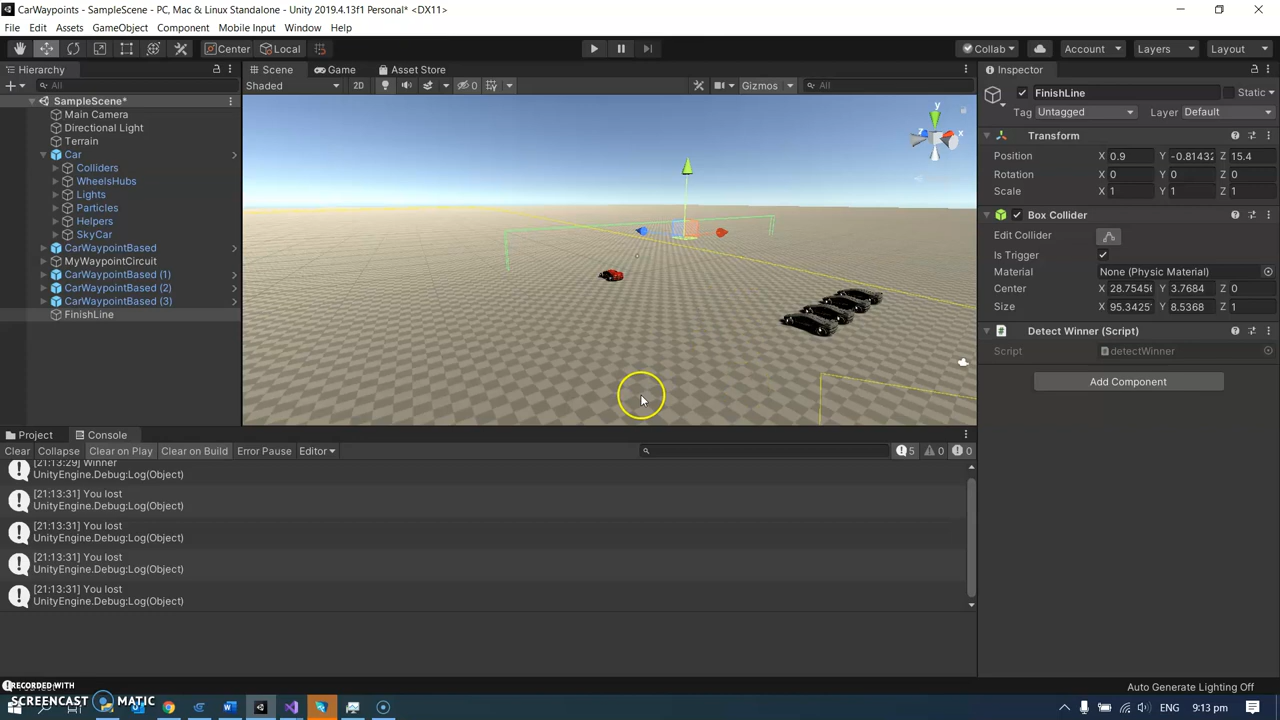 CarWaypoints - SampleScene - PC, Mac & Linux Standalone - Unity 2019.4.13f1 Personal* <DX11>
File Edit Assets GameObject Component Mobile Input Window Help
Center Local Collab Account Layers Layout
Hierarchy Scene Game Asset Store Inspector
All Shaded 2D 0 Gizmos All FinishLine Static
SampleScene*
Tag Untagged Layer Default
Main Camera
Directional Light
Terrain
Car
Colliders
WheelsHubs
Lights
Particles
Helpers
SkyCar
CarWaypointBased
MyWaypointCircuit
CarWaypointBased (1)
CarWaypointBased (2)
CarWaypointBased (3)
FinishLine
y
x
z
Transform
Position X 0.9 Y -0.81432 Z 15.4
Rotation X 0 Y 0 Z 0
Scale X 1 Y 1 Z 1
Box Collider
Edit Collider
Is Trigger
Material None (Physic Material)
Center X 28.75456 Y 3.7684 Z 0
Size X 95.3425 Y 8.5368 Z 1
Detect Winner (Script)
Script detectWinner
Add Component
Project Console
Clear Collapse Clear on Play Clear on Build Error Pause Editor 5 0 0
[21:13:29] Winner
UnityEngine.Debug:Log(Object)
[21:13:31] You lost
UnityEngine.Debug:Log(Object)
[21:13:31] You lost
UnityEngine.Debug:Log(Object)
[21:13:31] You lost
UnityEngine.Debug:Log(Object)
[21:13:31] You lost
UnityEngine.Debug:Log(Object)
RECORDED WITH
SCREENCAST MATIC
Auto Generate Lighting Off
ENG 9:13 pm